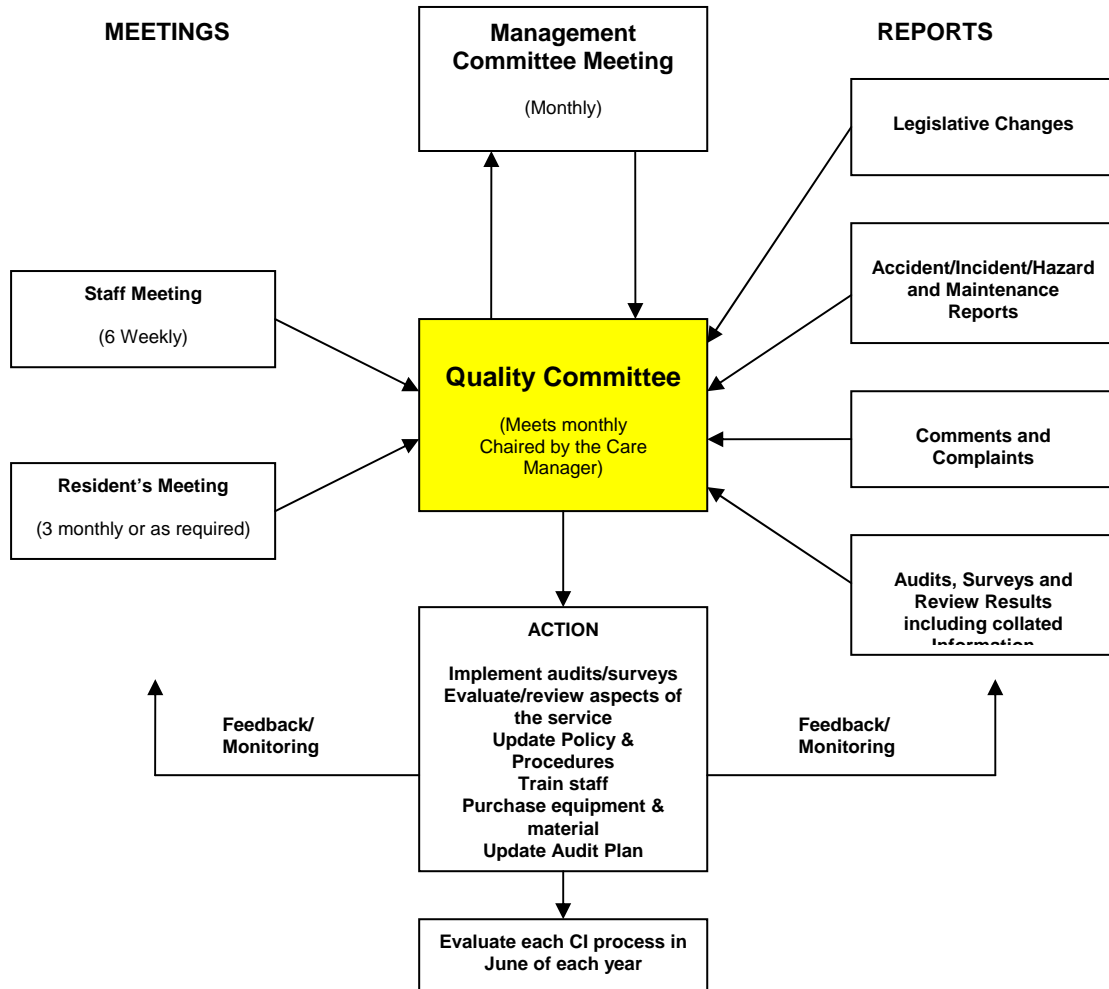 MEETINGS
Management
Committee Meeting
(Monthly)
REPORTS
Legislative Changes
Accident/Incident/Hazard
and Maintenance
Reports
Staff Meeting
(6 Weekly)
Quality Committee
(Meets monthly
Chaired by the Care
Manager)
Comments and
Complaints
Resident’s Meeting
(3 monthly or as required)
Audits, Surveys and
Review Results
including collated
Information
ACTION
Implement audits/surveys
Evaluate/review aspects of
the service
Update Policy &
Procedures
Train staff
Purchase equipment &
material
Update Audit Plan
Feedback/
Monitoring
Feedback/
Monitoring
Evaluate each CI process in
June of each year